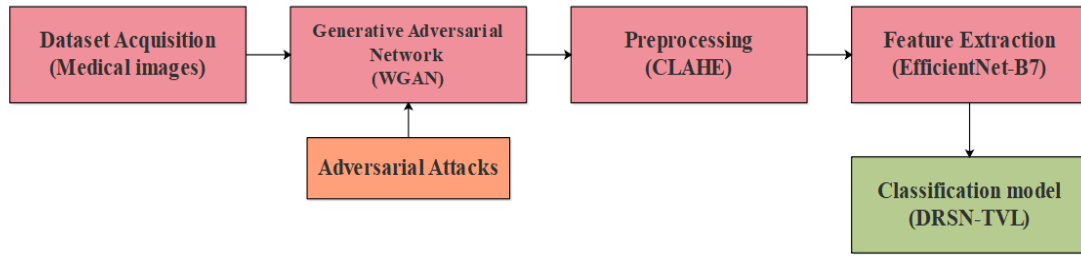 Dataset Acquisition
(Medical images)
Generative Adversarial
Network
(WGAN)
Preprocessing
(CLAHE)
Feature Extraction
(EfficientNet-B7)
Adversarial Attacks
Classification model
(DRSN-TVL)